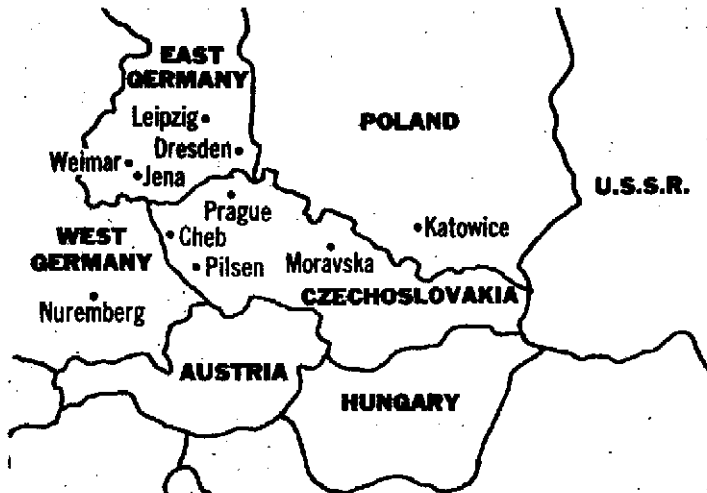 EAST
GERMANY
Leipzig
POLAND
Dresden
Weimar
Jena
U.S.S.R.
Prague
Katowice
WEST
GERMANY
Cheb
Moravska
Pilsen
CZECHOSLOVAKIA
Nuremberg
AUSTRIA
HUNGARY